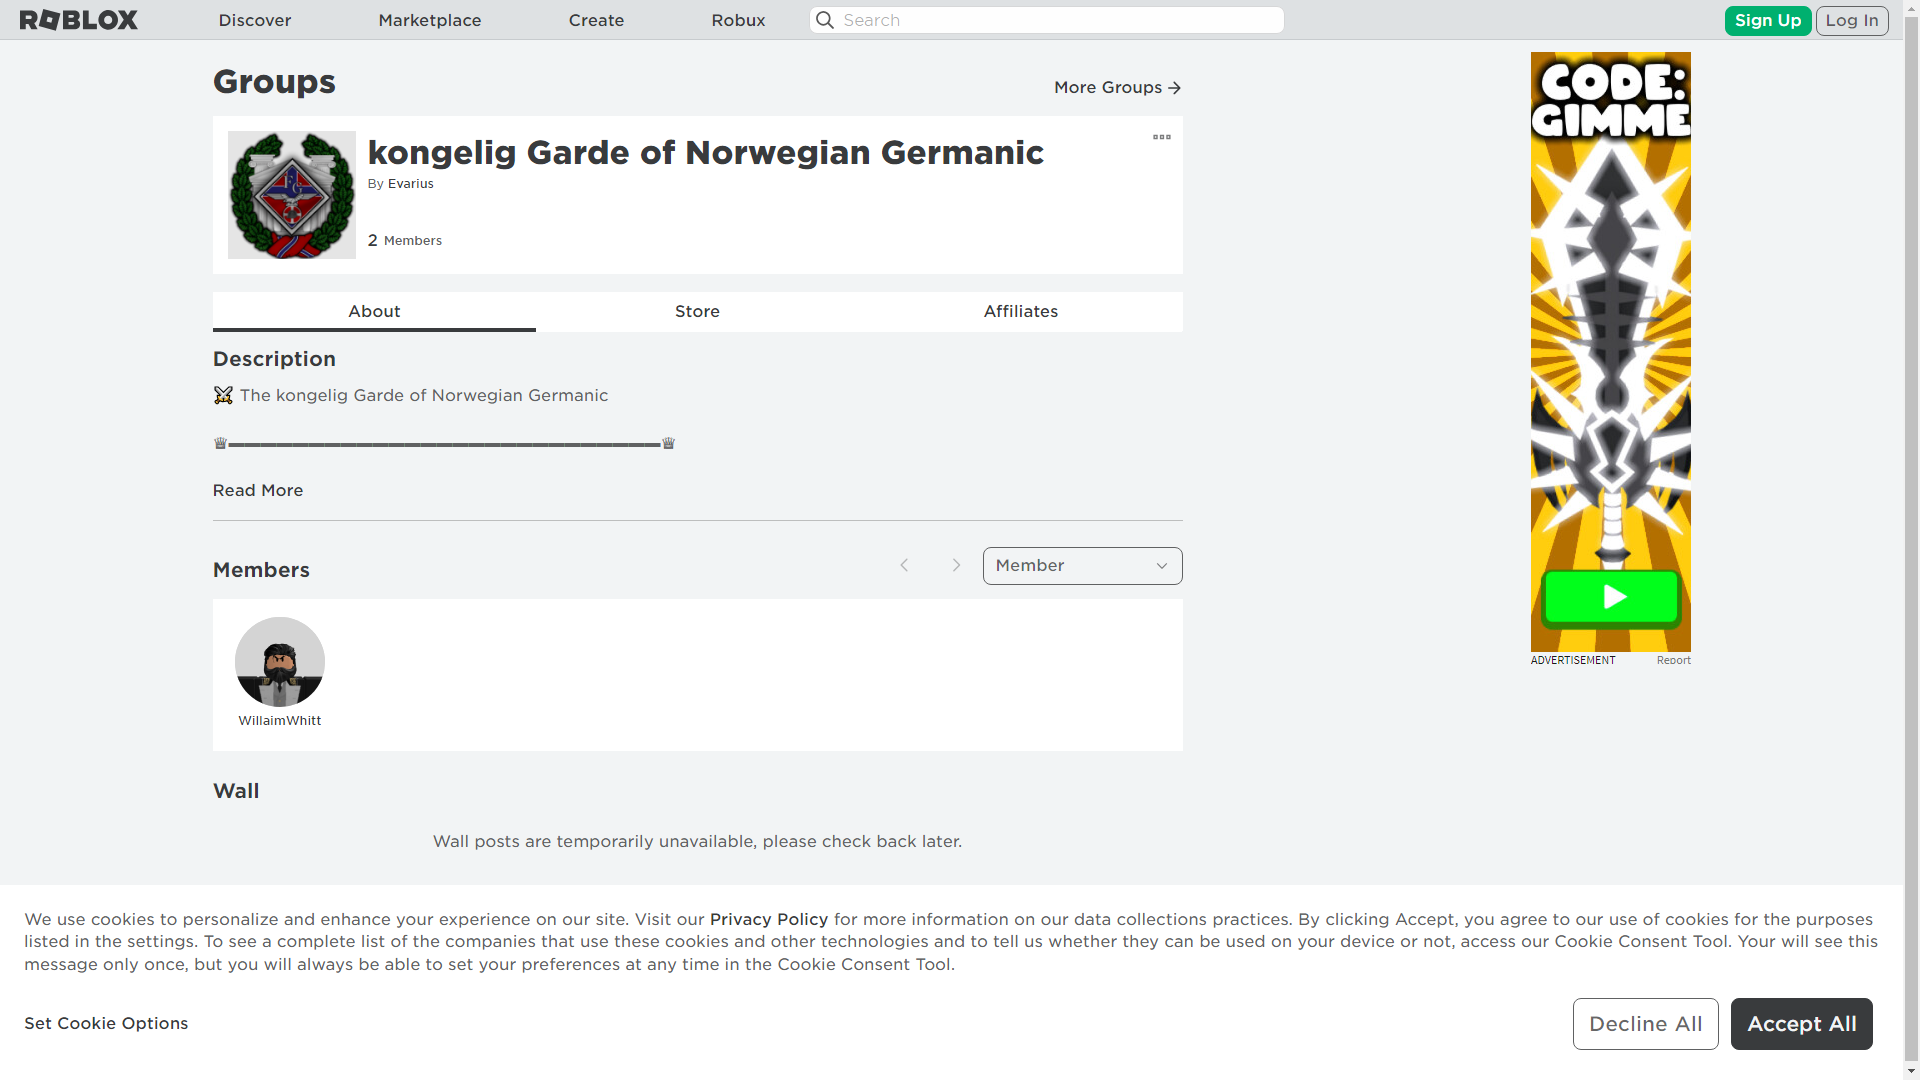 ROBLOX
Discover
Marketplace
Create
Robux
Search
Sign Up
Log In
Groups
More Groups
kongelig Garde of Norwegian Germanic
By Evarius
2 Members
About
Store
Affiliates
Description
⚔️ The kongelig Garde of Norwegian Germanic
♕▬▬▬▬▬▬▬▬▬▬▬▬▬▬▬▬▬▬▬▬▬▬▬▬▬▬▬♕
Read More
Members
Member
WillaimWhitt
Wall
Wall posts are temporarily unavailable, please check back later.
CODE:
GIMME
ADVERTISEMENT
Report
We use cookies to personalize and enhance your experience on our site. Visit our Privacy Policy for more information on our data collections practices. By clicking Accept, you agree to our use of cookies for the purposes
listed in the settings. To see a complete list of the companies that use these cookies and other technologies and to tell us whether they can be used on your device or not, access our Cookie Consent Tool. Your will see this
message only once, but you will always be able to set your preferences at any time in the Cookie Consent Tool.
Set Cookie Options
Decline All
Accept All